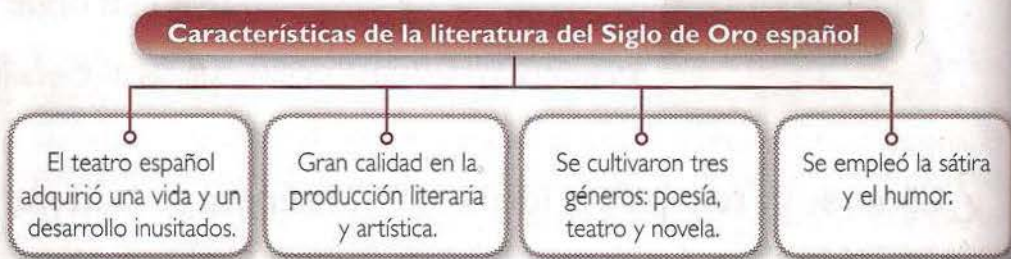 Características de la literatura del Siglo de Oro español
El teatro español
adquirió una vida y un
desarrollo inusitados.
Gran calidad en la
producción literaria
y artística.
Se cultivaron tres
géneros: poesía,
teatro y novela.
Se empleó la sátira
y el humor.